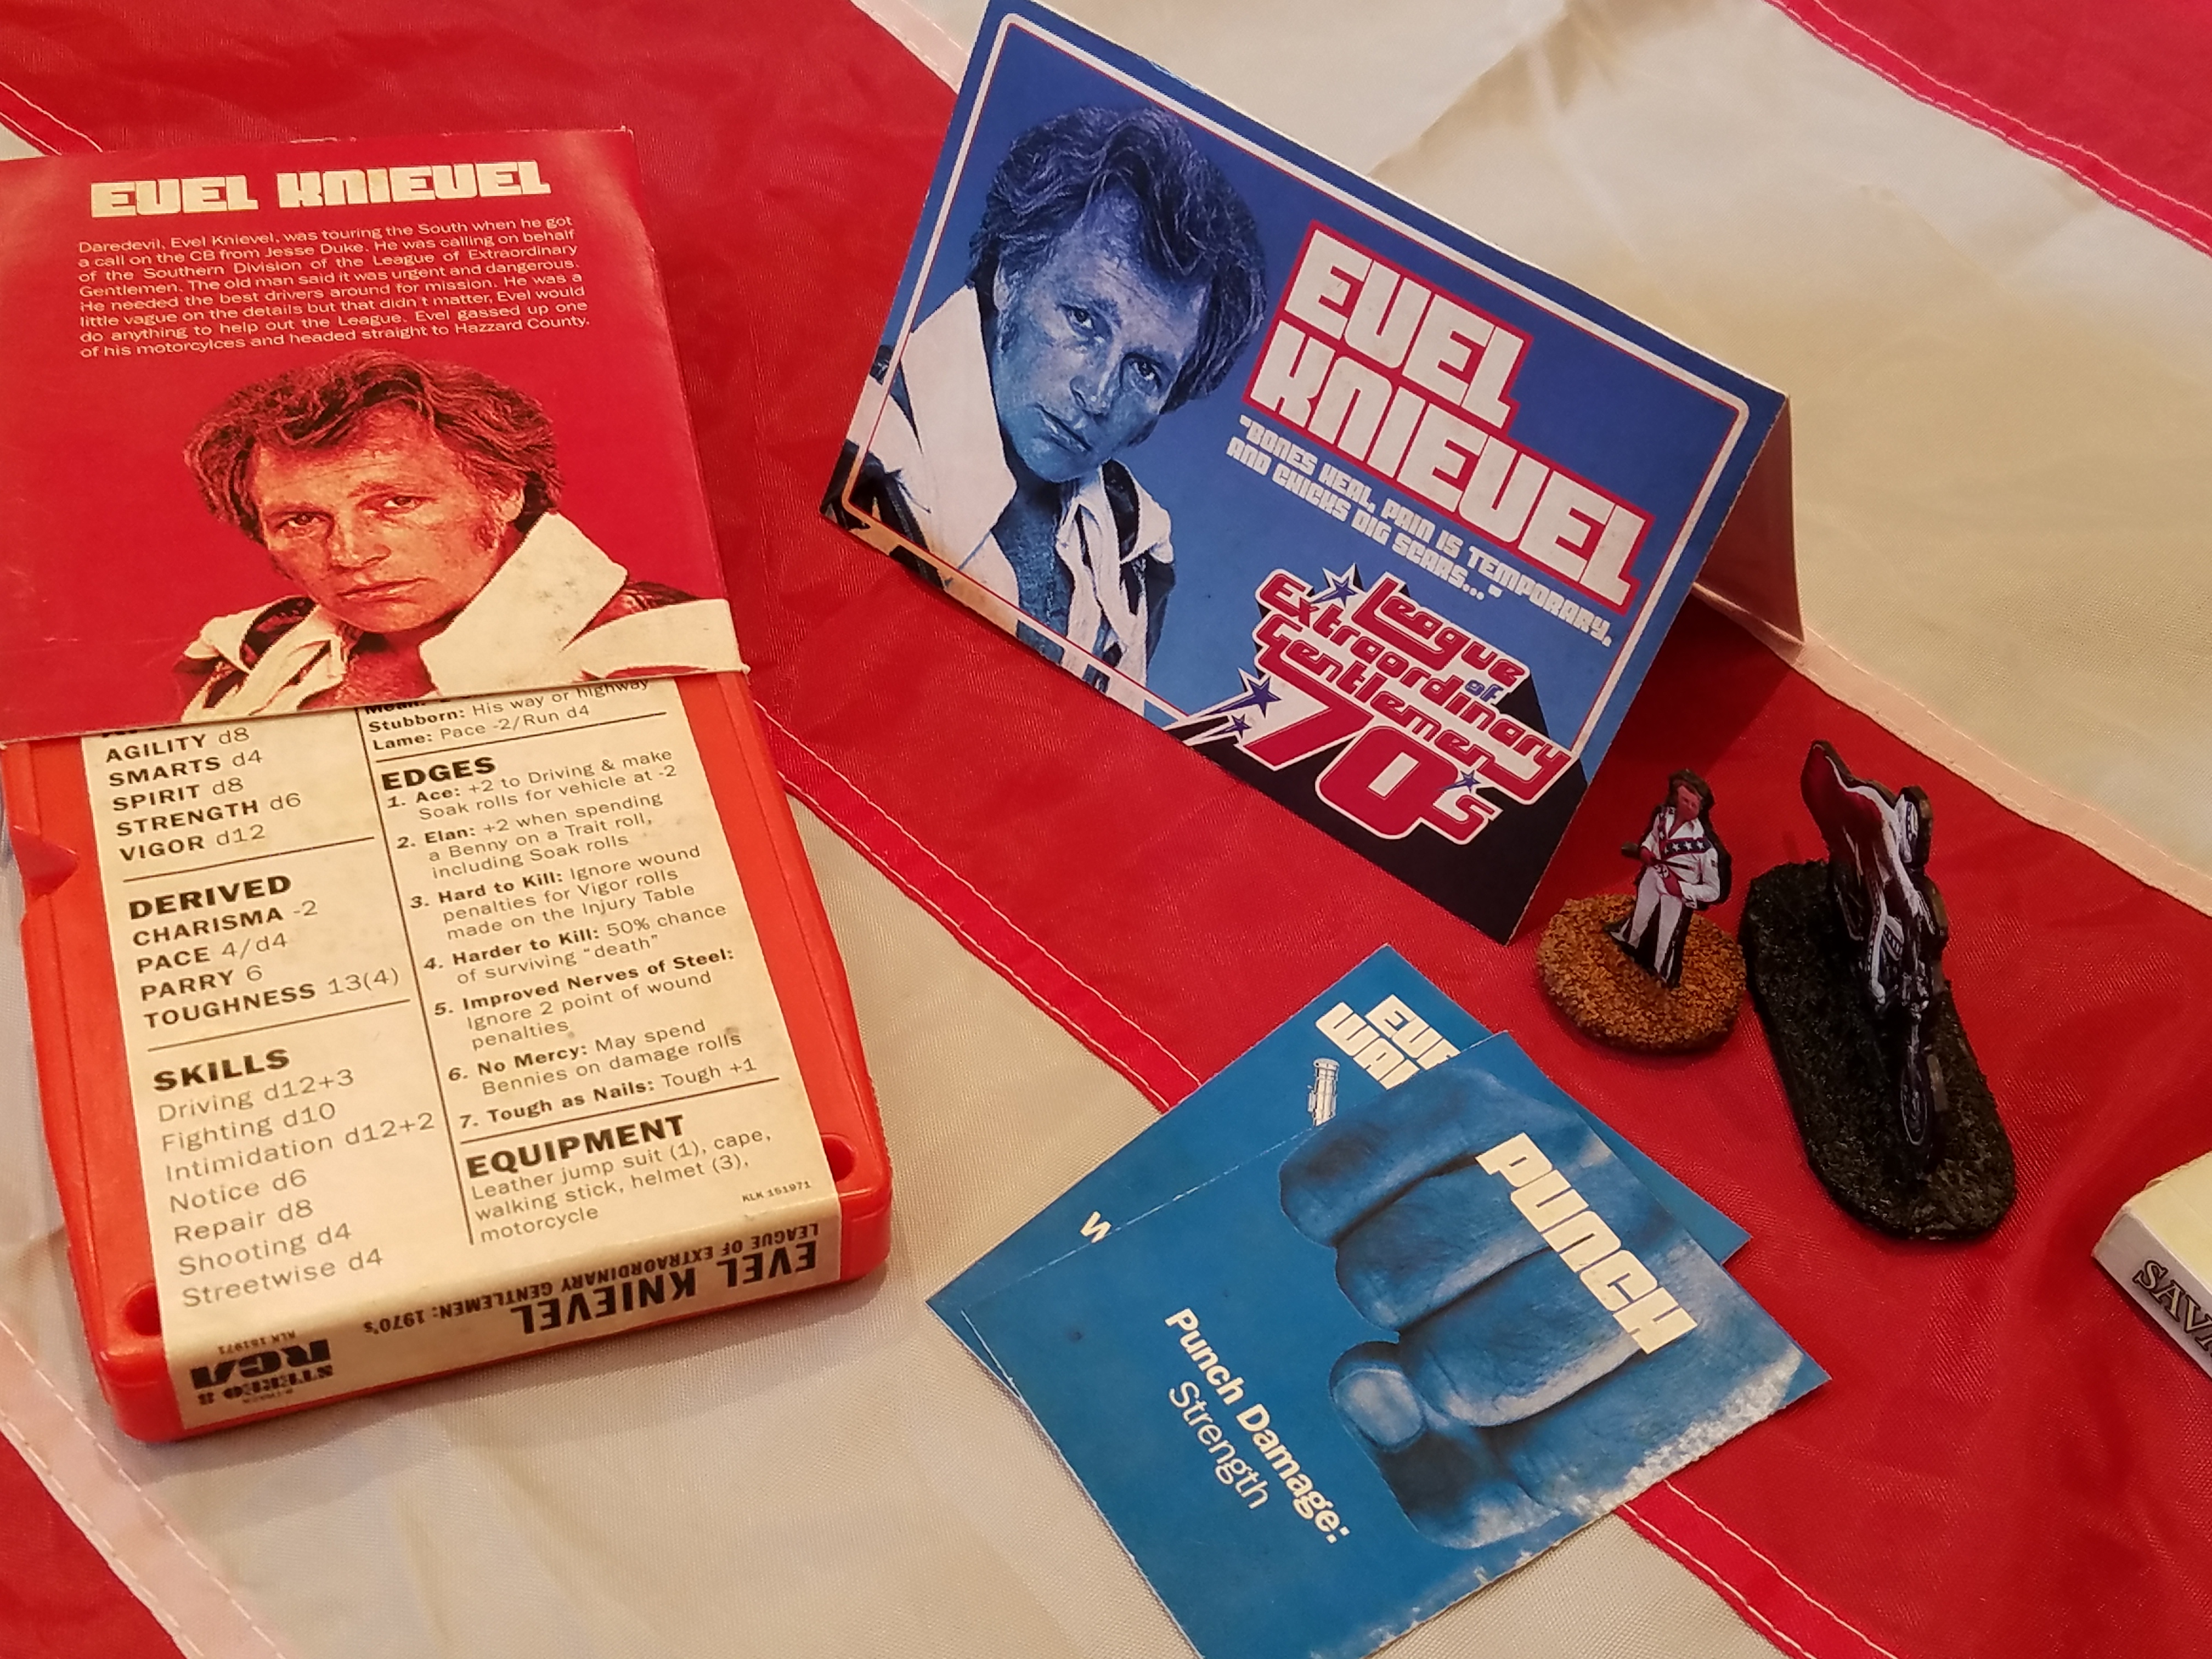 EVEL KNIEVEL
Daredevil, Evel Knievel, was touring the South when he got
a call on the CB from Jesse Duke. He was calling on behalf
of the Southern Division of the League of Extraordinary
Gentlemen. The old man said it was urgent and dangerous.
He needed the best drivers around for mission. He was a
little vague on the details but that didn't matter, Evel would
do anything to help out the League. Evel gassed up one
of his motorcylces and headed straight to Hazzard County.
AGILITY d8
SMARTS d4
SPIRIT d8
STRENGTH d6
VIGOR d12
DERIVED
CHARISMA -2
PACE 4/d4
PARRY 6
TOUGHNESS 13(4)
SKILLS
Driving d12+3
Fighting d10
Intimidation d12+2
Notice d6
Repair d8
Shooting d4
Streetwise d4
Mean:
Stubborn: His way or highway
Lame: Pace -2/Run d4
EDGES
1. Ace: +2 to Driving & make
Soak rolls for vehicle at -2
2. Elan: +2 when spending
a Benny on a Trait roll,
including Soak rolls
3. Hard to Kill: Ignore wound
penalties for Vigor rolls
made on the Injury Table
4. Harder to Kill: 50% chance
of surviving "death"
5. Improved Nerves of Steel:
Ignore 2 point of wound
penalties
6. No Mercy: May spend
Bennies on damage rolls
7. Tough as Nails: Tough +1
EQUIPMENT
Leather jump suit (1), cape,
walking stick, helmet (3),
motorcycle
KLK 151971
EVEL KNIEVEL
LEAGUE OF EXTRAORDINARY GENTLEMEN: 1970's
STEREO 8
RCA
KLK 151971
EVEL
KNIEVEL
"BONES HEAL, PAIN IS TEMPORARY,
AND CHICKS DIG SCARS..."
League
of
Extraordinary
Gentlemen
70's
PUNCH
Punch Damage:
Strength
W